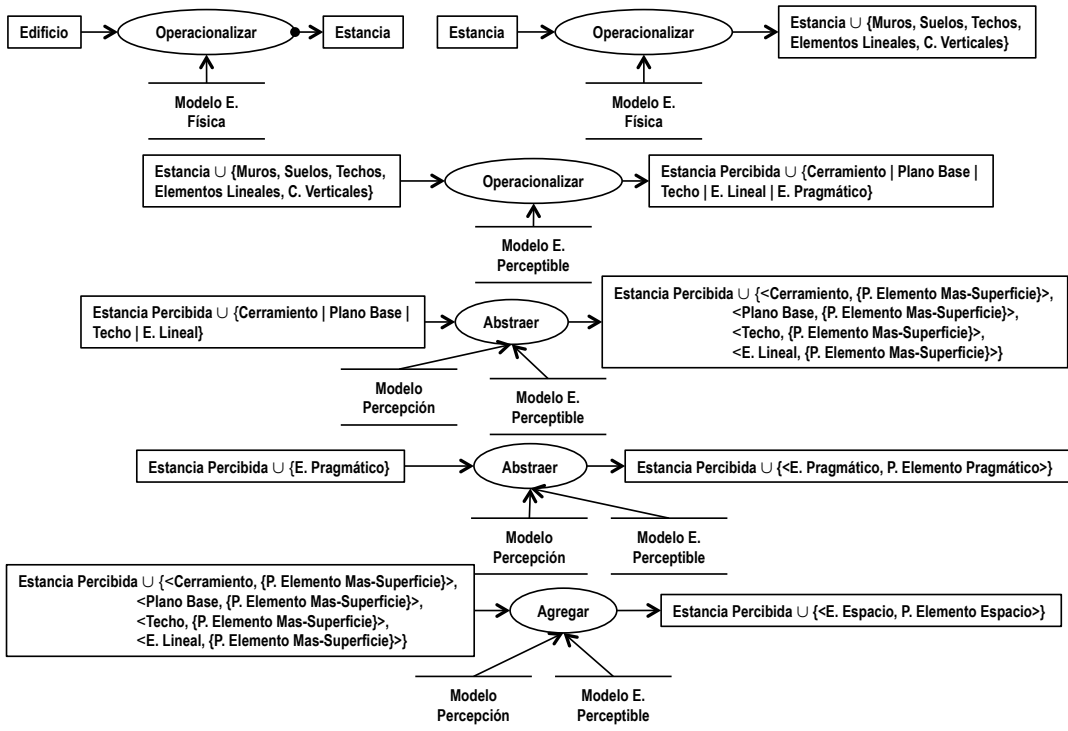 Edificio
Operacionalizar
Estancia
Modelo E.
Física
Estancia
Operacionalizar
Estancia ∪ {Muros, Suelos, Techos,
Elementos Lineales, C. Verticales}
Modelo E.
Física
Estancia ∪ {Muros, Suelos, Techos,
Elementos Lineales, C. Verticales}
Operacionalizar
Estancia Percibida ∪ {Cerramiento | Plano Base |
Techo | E. Lineal | E. Pragmático}
Modelo E.
Perceptible
Estancia Percibida ∪ {Cerramiento | Plano Base |
Techo | E. Lineal}
Abstraer
Estancia Percibida ∪ {<Cerramiento, {P. Elemento Mas-Superficie}>,
<Plano Base, {P. Elemento Mas-Superficie}>,
<Techo, {P. Elemento Mas-Superficie}>,
<E. Lineal, {P. Elemento Mas-Superficie}>}
Modelo
Percepción
Modelo E.
Perceptible
Estancia Percibida ∪ {E. Pragmático}
Abstraer
Estancia Percibida ∪ {<E. Pragmático, P. Elemento Pragmático>}
Modelo
Percepción
Modelo E.
Perceptible
Estancia Percibida ∪ {<Cerramiento, {P. Elemento Mas-Superficie}>,
<Plano Base, {P. Elemento Mas-Superficie}>,
<Techo, {P. Elemento Mas-Superficie}>,
<E. Lineal, {P. Elemento Mas-Superficie}>}
Agregar
Estancia Percibida ∪ {<E. Espacio, P. Elemento Espacio>}
Modelo
Percepción
Modelo E.
Perceptible